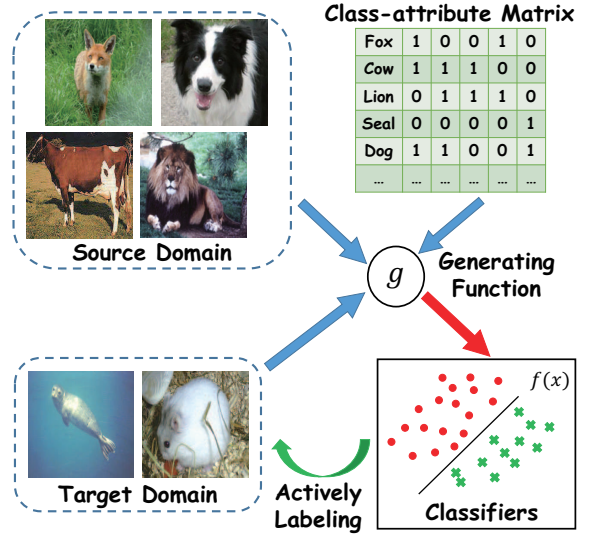 Class-attribute Matrix
Fox 1 0 0 1 0
Cow 1 1 1 0 0
Lion 0 1 1 1 0
Seal 0 0 0 0 1
Dog 1 1 0 0 1
... ... ... ... ... ...
Source Domain
g
Generating
Function
f(x)
Target Domain
Actively
Labeling
Classifiers